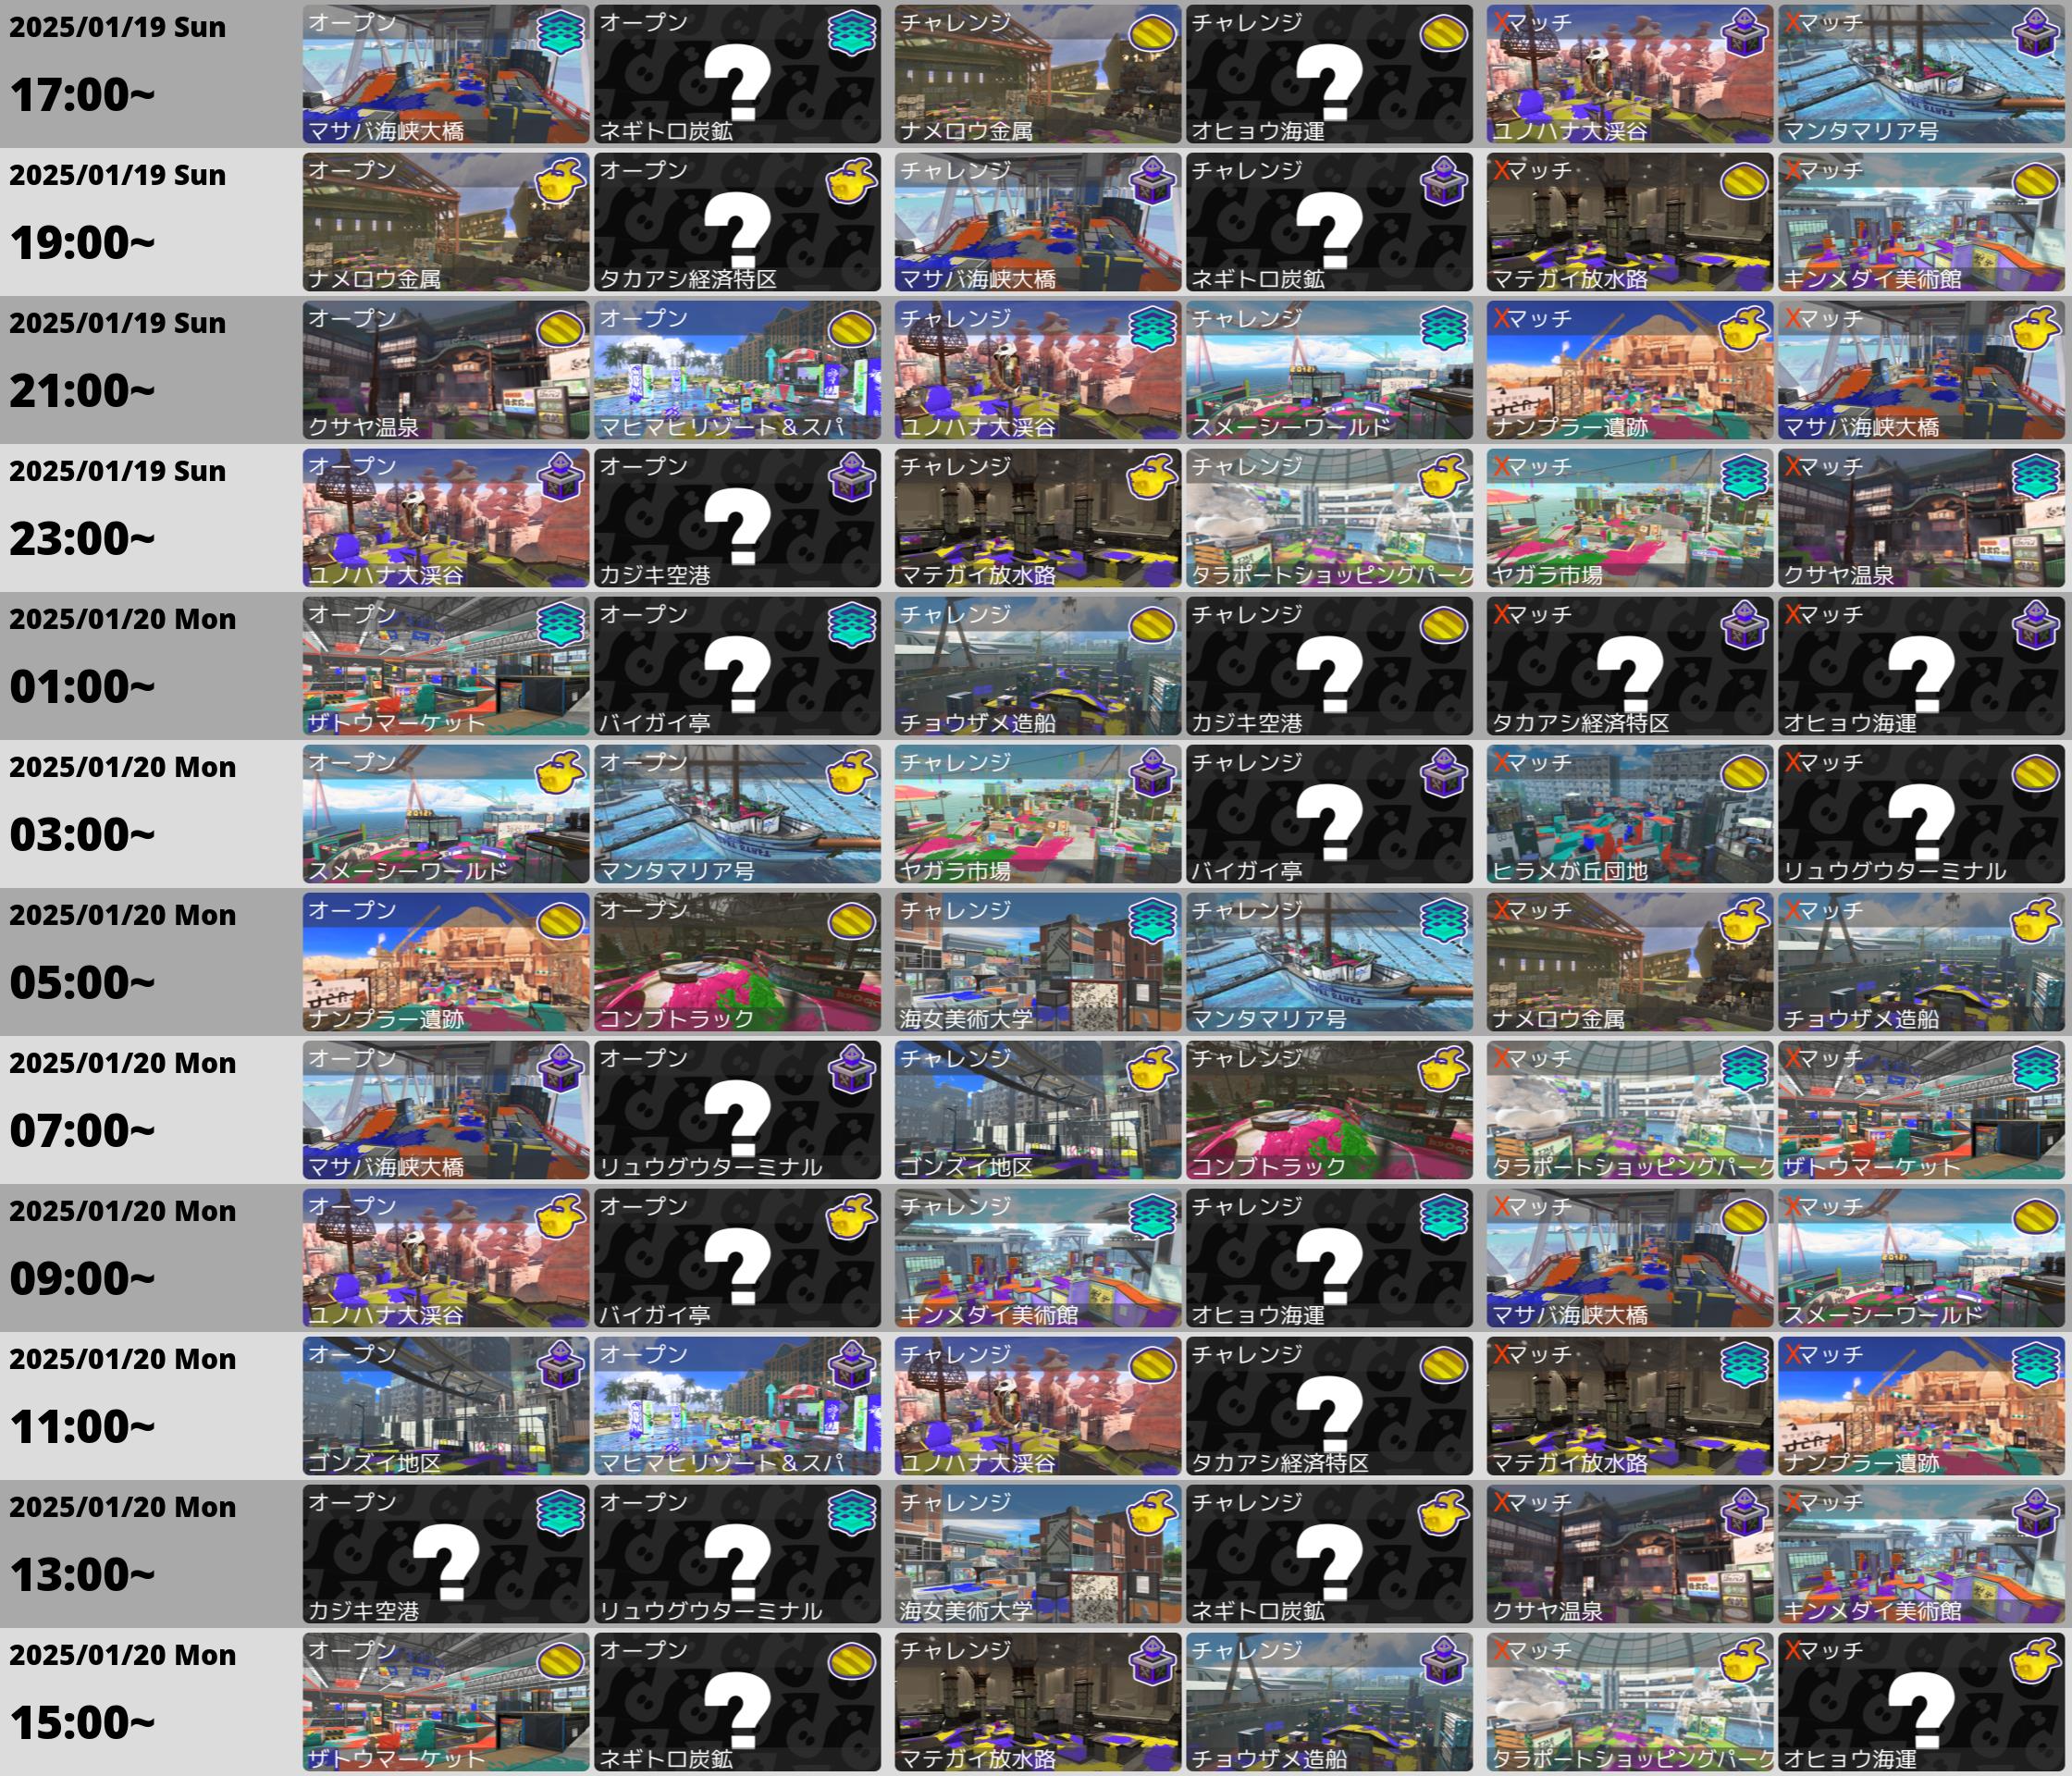 2025/01/19 Sun
17:00~
オープン
マサバ海峡大橋
オープン
ネギトロ炭鉱
チャレンジ
ナメロウ金属
チャレンジ
オヒョウ海運
Xマッチ
ユノハナ大渓谷
Xマッチ
マンタマリア号
2025/01/19 Sun
19:00~
オープン
ナメロウ金属
オープン
タカアシ経済特区
チャレンジ
マサバ海峡大橋
チャレンジ
ネギトロ炭鉱
Xマッチ
マテガイ放水路
Xマッチ
キンメダイ美術館
2025/01/19 Sun
21:00~
オープン
クサヤ温泉
オープン
マヒマヒリゾート&スパ
チャレンジ
ユノハナ大渓谷
チャレンジ
スメーシーワールド
Xマッチ
ナンプラー遺跡
Xマッチ
マサバ海峡大橋
2025/01/19 Sun
23:00~
オープン
ユノハナ大渓谷
オープン
カジキ空港
チャレンジ
マテガイ放水路
チャレンジ
タラポートショッピングパーク
Xマッチ
ヤガラ市場
Xマッチ
クサヤ温泉
2025/01/20 Mon
01:00~
オープン
ザトウマーケット
オープン
バイガイ亭
チャレンジ
チョウザメ造船
チャレンジ
カジキ空港
Xマッチ
タカアシ経済特区
Xマッチ
オヒョウ海運
2025/01/20 Mon
03:00~
オープン
スメーシーワールド
オープン
マンタマリア号
チャレンジ
ヤガラ市場
チャレンジ
バイガイ亭
Xマッチ
ヒラメが丘団地
Xマッチ
リュウグウターミナル
2025/01/20 Mon
05:00~
オープン
ナンプラー遺跡
オープン
コンブトラック
チャレンジ
海女美術大学
チャレンジ
マンタマリア号
Xマッチ
ナメロウ金属
Xマッチ
チョウザメ造船
2025/01/20 Mon
07:00~
オープン
マサバ海峡大橋
オープン
リュウグウターミナル
チャレンジ
ゴンズイ地区
チャレンジ
コンブトラック
Xマッチ
タラポートショッピングパーク
Xマッチ
ザトウマーケット
2025/01/20 Mon
09:00~
オープン
ユノハナ大渓谷
オープン
バイガイ亭
チャレンジ
キンメダイ美術館
チャレンジ
オヒョウ海運
Xマッチ
マサバ海峡大橋
Xマッチ
スメーシーワールド
2025/01/20 Mon
11:00~
オープン
ゴンズイ地区
オープン
マヒマヒリゾート&スパ
チャレンジ
ユノハナ大渓谷
チャレンジ
タカアシ経済特区
Xマッチ
マテガイ放水路
Xマッチ
ナンプラー遺跡
2025/01/20 Mon
13:00~
オープン
カジキ空港
オープン
リュウグウターミナル
チャレンジ
海女美術大学
チャレンジ
ネギトロ炭鉱
Xマッチ
クサヤ温泉
Xマッチ
キンメダイ美術館
2025/01/20 Mon
15:00~
オープン
ザトウマーケット
オープン
ネギトロ炭鉱
チャレンジ
マテガイ放水路
チャレンジ
チョウザメ造船
Xマッチ
タラポートショッピングパーク
Xマッチ
オヒョウ海運